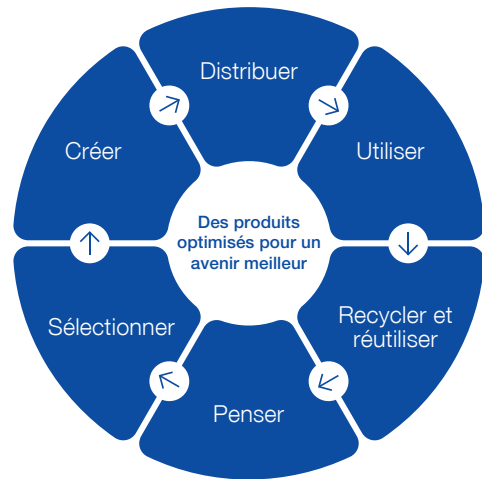 Distribuer
Créer
Utiliser
Des produits
optimisés pour un
avenir meilleur
Sélectionner
Recycler et
réutiliser
Penser